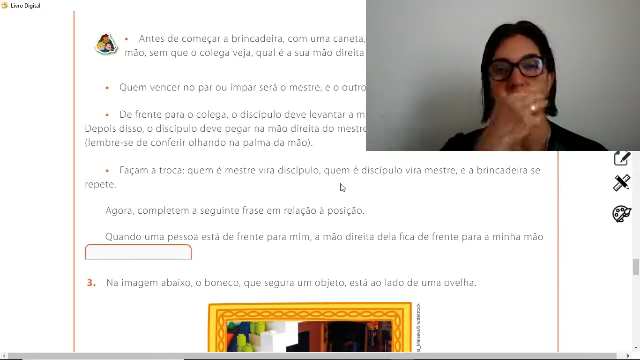 Livro Digital
• Antes de começar a brincadeira, com uma caneta,
mão, sem que o colega veja, qual é a sua mão direita
• Quem vencer no par ou ímpar será o mestre, e o outro
• De frente para o colega, o discípulo deve levantar a m
Depois disso, o discípulo deve pegar na mão direita do mestre
(lembre-se de conferir olhando na palma da mão).
• Façam a troca: quem é mestre vira discípulo, quem é discípulo vira mestre, e a brincadeira se
repete.
Agora, completem a seguinte frase em relação à posição.
Quando uma pessoa está de frente para mim, a mão direita dela fica de frente para a minha mão
3. Na imagem abaixo, o boneco, que segura um objeto, está ao lado de uma ovelha.